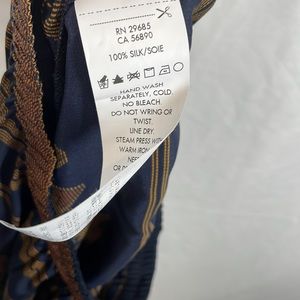 RN 29685
CA 56890
100% SILK/SOIE
HAND WASH
SEPARATELY, COLD.
NO BLEACH.
DO NOT WRING OR
TWIST.
LINE DRY.
STEAM PRESS WITH
WARM IRON